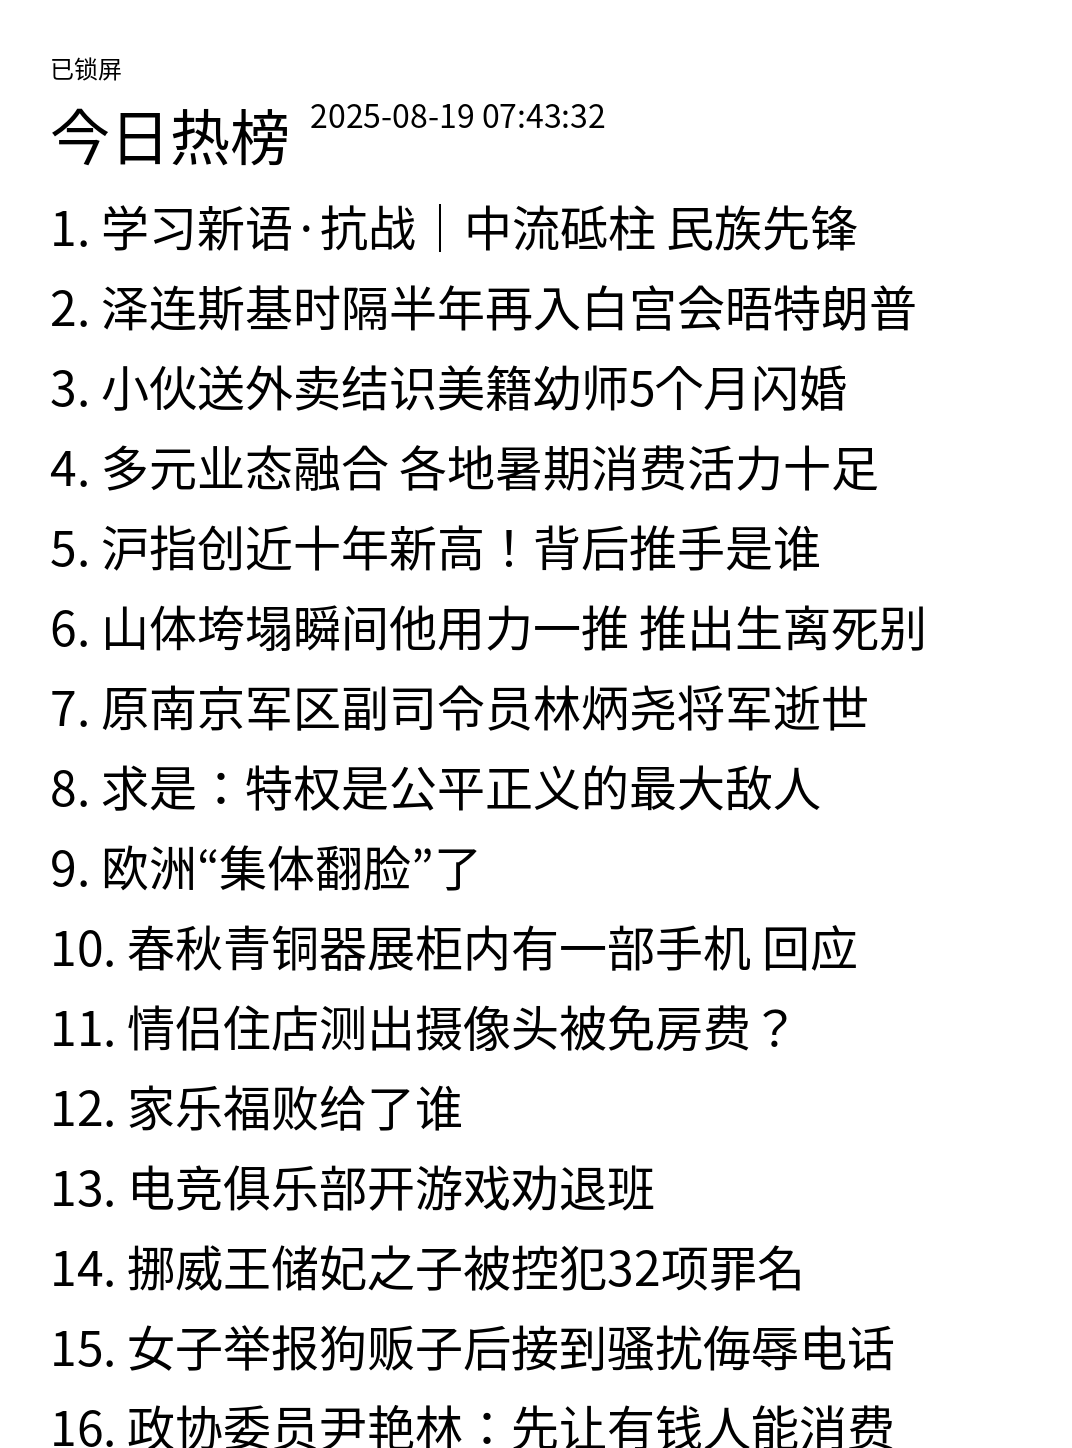 已锁屏
今日热榜 2025-08-19 07:43:32
1. 学习新语·抗战｜中流砥柱 民族先锋
2. 泽连斯基时隔半年再入白宫会晤特朗普
3. 小伙送外卖结识美籍幼师5个月闪婚
4. 多元业态融合 各地暑期消费活力十足
5. 沪指创近十年新高！背后推手是谁
6. 山体垮塌瞬间他用力一推 推出生离死别
7. 原南京军区副司令员林炳尧将军逝世
8. 求是：特权是公平正义的最大敌人
9. 欧洲“集体翻脸”了
10. 春秋青铜器展柜内有一部手机 回应
11. 情侣住店测出摄像头被免房费？
12. 家乐福败给了谁
13. 电竞俱乐部开游戏劝退班
14. 挪威王储妃之子被控犯32项罪名
15. 女子举报狗贩子后接到骚扰侮辱电话
16. 政协委员尹艳林：先让有钱人能消费